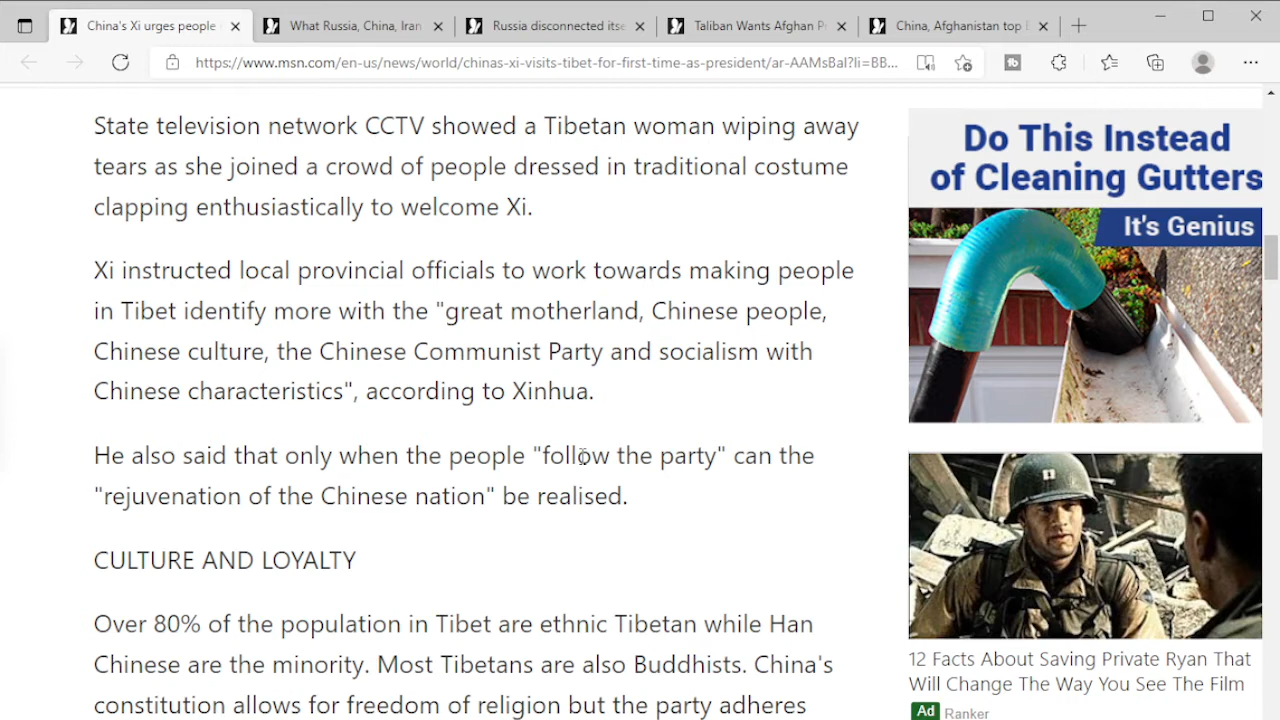 China's Xi urges people
What Russia, China, Iran
Russia disconnected itse
Taliban Wants Afghan P
China, Afghanistan top
https://www.msn.com/en-us/news/world/chinas-xi-visits-tibet-for-first-time-as-president/ar-AAMsBaI?li=BB...
State television network CCTV showed a Tibetan woman wiping away
tears as she joined a crowd of people dressed in traditional costume
clapping enthusiastically to welcome Xi.
Xi instructed local provincial officials to work towards making people
in Tibet identify more with the "great motherland, Chinese people,
Chinese culture, the Chinese Communist Party and socialism with
Chinese characteristics", according to Xinhua.
He also said that only when the people "follow the party" can the
"rejuvenation of the Chinese nation" be realised.
CULTURE AND LOYALTY
Over 80% of the population in Tibet are ethnic Tibetan while Han
Chinese are the minority. Most Tibetans are also Buddhists. China's
constitution allows for freedom of religion but the party adheres
Do This Instead
of Cleaning Gutters
It's Genius
12 Facts About Saving Private Ryan That
Will Change The Way You See The Film
Ad Ranker